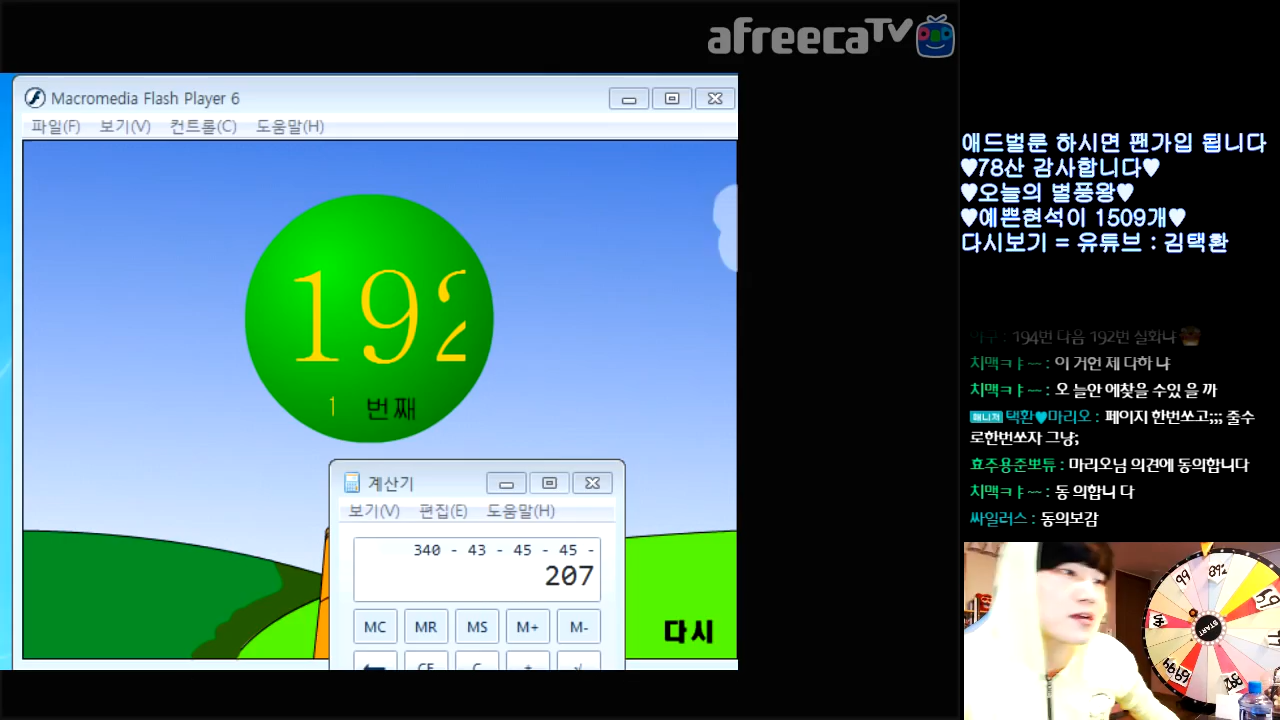 afreecaTV
Macromedia Flash Player 6
파일(F) 보기(V) 컨트롤(C) 도움말(H)
192
1 번째
계산기
보기(V) 편집(E) 도움말(H)
340 - 43 - 45 - 45 -
207
MC MR MS M+ M-
CE C ±
다시
애드벌룬 하시면 팬가입 됩니다
♥78산 감사합니다♥
♥오늘의 별풍왕♥
♥예쁜현석이 1509개♥
다시보기 = 유튜브 : 김택환
194번 다음 192번 실화냐
치맥ㅋㅑ~~ : 이 거언 제 다하 냐
치맥ㅋㅑ~~ : 오 늘안 에찾을 수있 을 까
매니저 택환♥마리오 : 페이지 한번쏘고;;; 줄수
로한번쏘자 그냥;
효주용준뽀튜 : 마리오님 의견에 동의합니다
치맥ㅋㅑ~~ : 동 의합니 다
싸일러스 : 동의보감
99
892
START